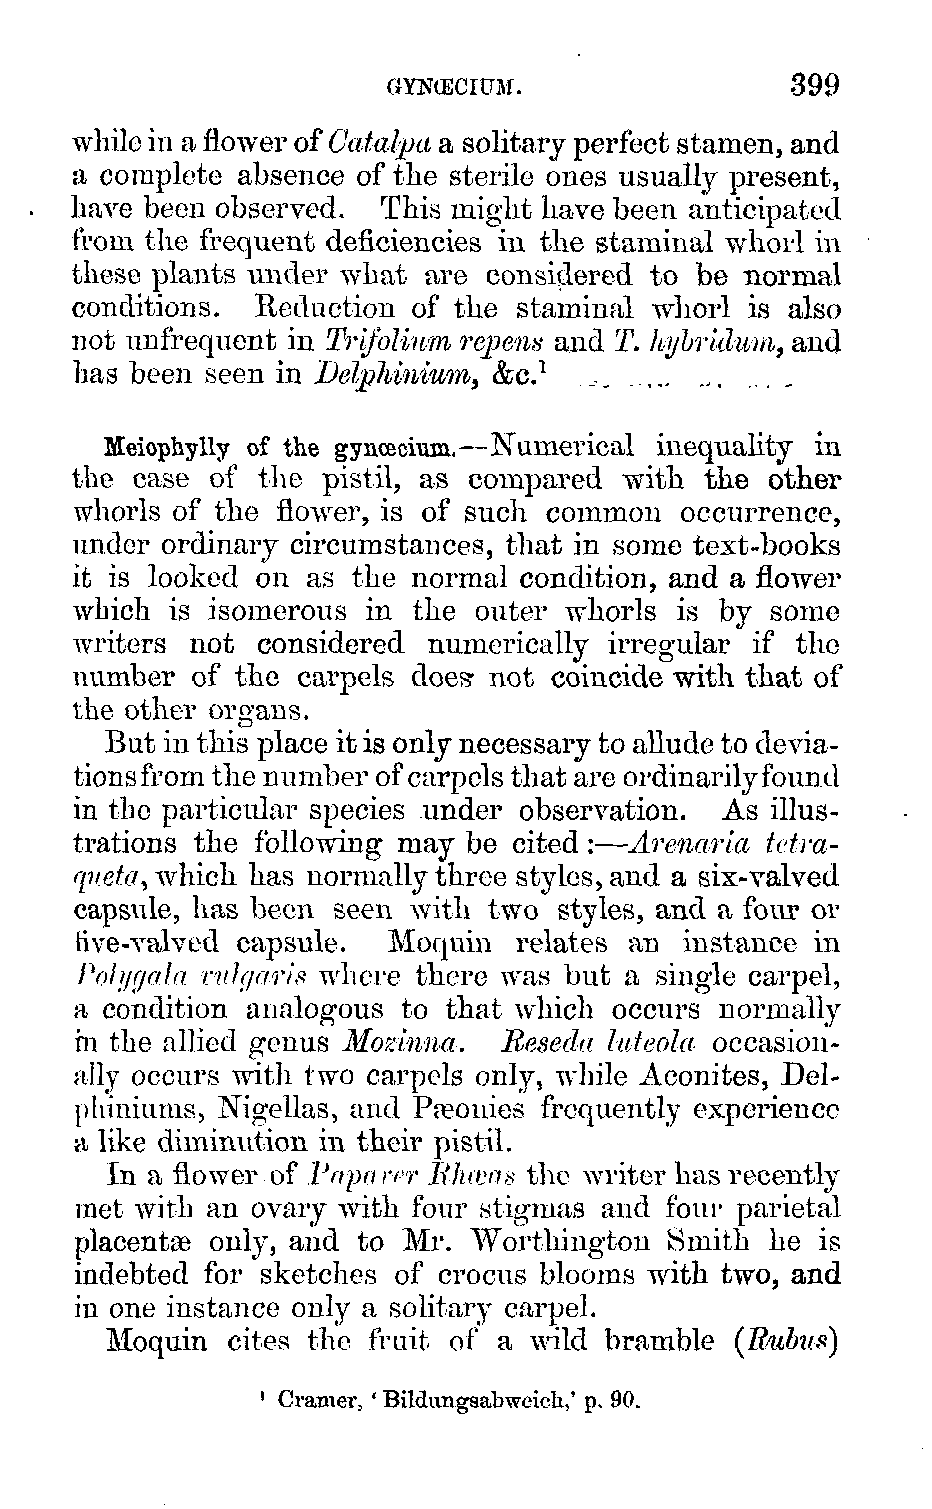 GYNŒCIUM. 399
while in a flower of Catalpa a solitary perfect stamen, and
a complete absence of the sterile ones usually present,
have been observed. This might have been anticipated
from the frequent deficiencies in the staminal whorl in
these plants under what are considered to be normal
conditions. Reduction of the staminal whorl is also
not unfrequent in Trifolium repens and T. hybridum, and
has been seen in Delphinium, &c.¹
Meiophylly of the gynœcium.—Numerical inequality in
the case of the pistil, as compared with the other
whorls of the flower, is of such common occurrence,
under ordinary circumstances, that in some text-books
it is looked on as the normal condition, and a flower
which is isomerous in the outer whorls is by some
writers not considered numerically irregular if the
number of the carpels does not coincide with that of
the other organs.
But in this place it is only necessary to allude to devia-
tions from the number of carpels that are ordinarily found
in the particular species under observation. As illus-
trations the following may be cited:—Arenaria tetra-
queta, which has normally three styles, and a six-valved
capsule, has been seen with two styles, and a four or
five-valved capsule. Moquin relates an instance in
Polygala vulgaris where there was but a single carpel,
a condition analogous to that which occurs normally
in the allied genus Mozinna. Reseda luteola occasion-
ally occurs with two carpels only, while Aconites, Del-
phiniums, Nigellas, and Pæonies frequently experience
a like diminution in their pistil.
In a flower of Papaver Rhœas the writer has recently
met with an ovary with four stigmas and four parietal
placentæ only, and to Mr. Worthington Smith he is
indebted for sketches of crocus blooms with two, and
in one instance only a solitary carpel.
Moquin cites the fruit of a wild bramble (Rubus)
¹ Cramer, 'Bildungsabweich,' p. 90.